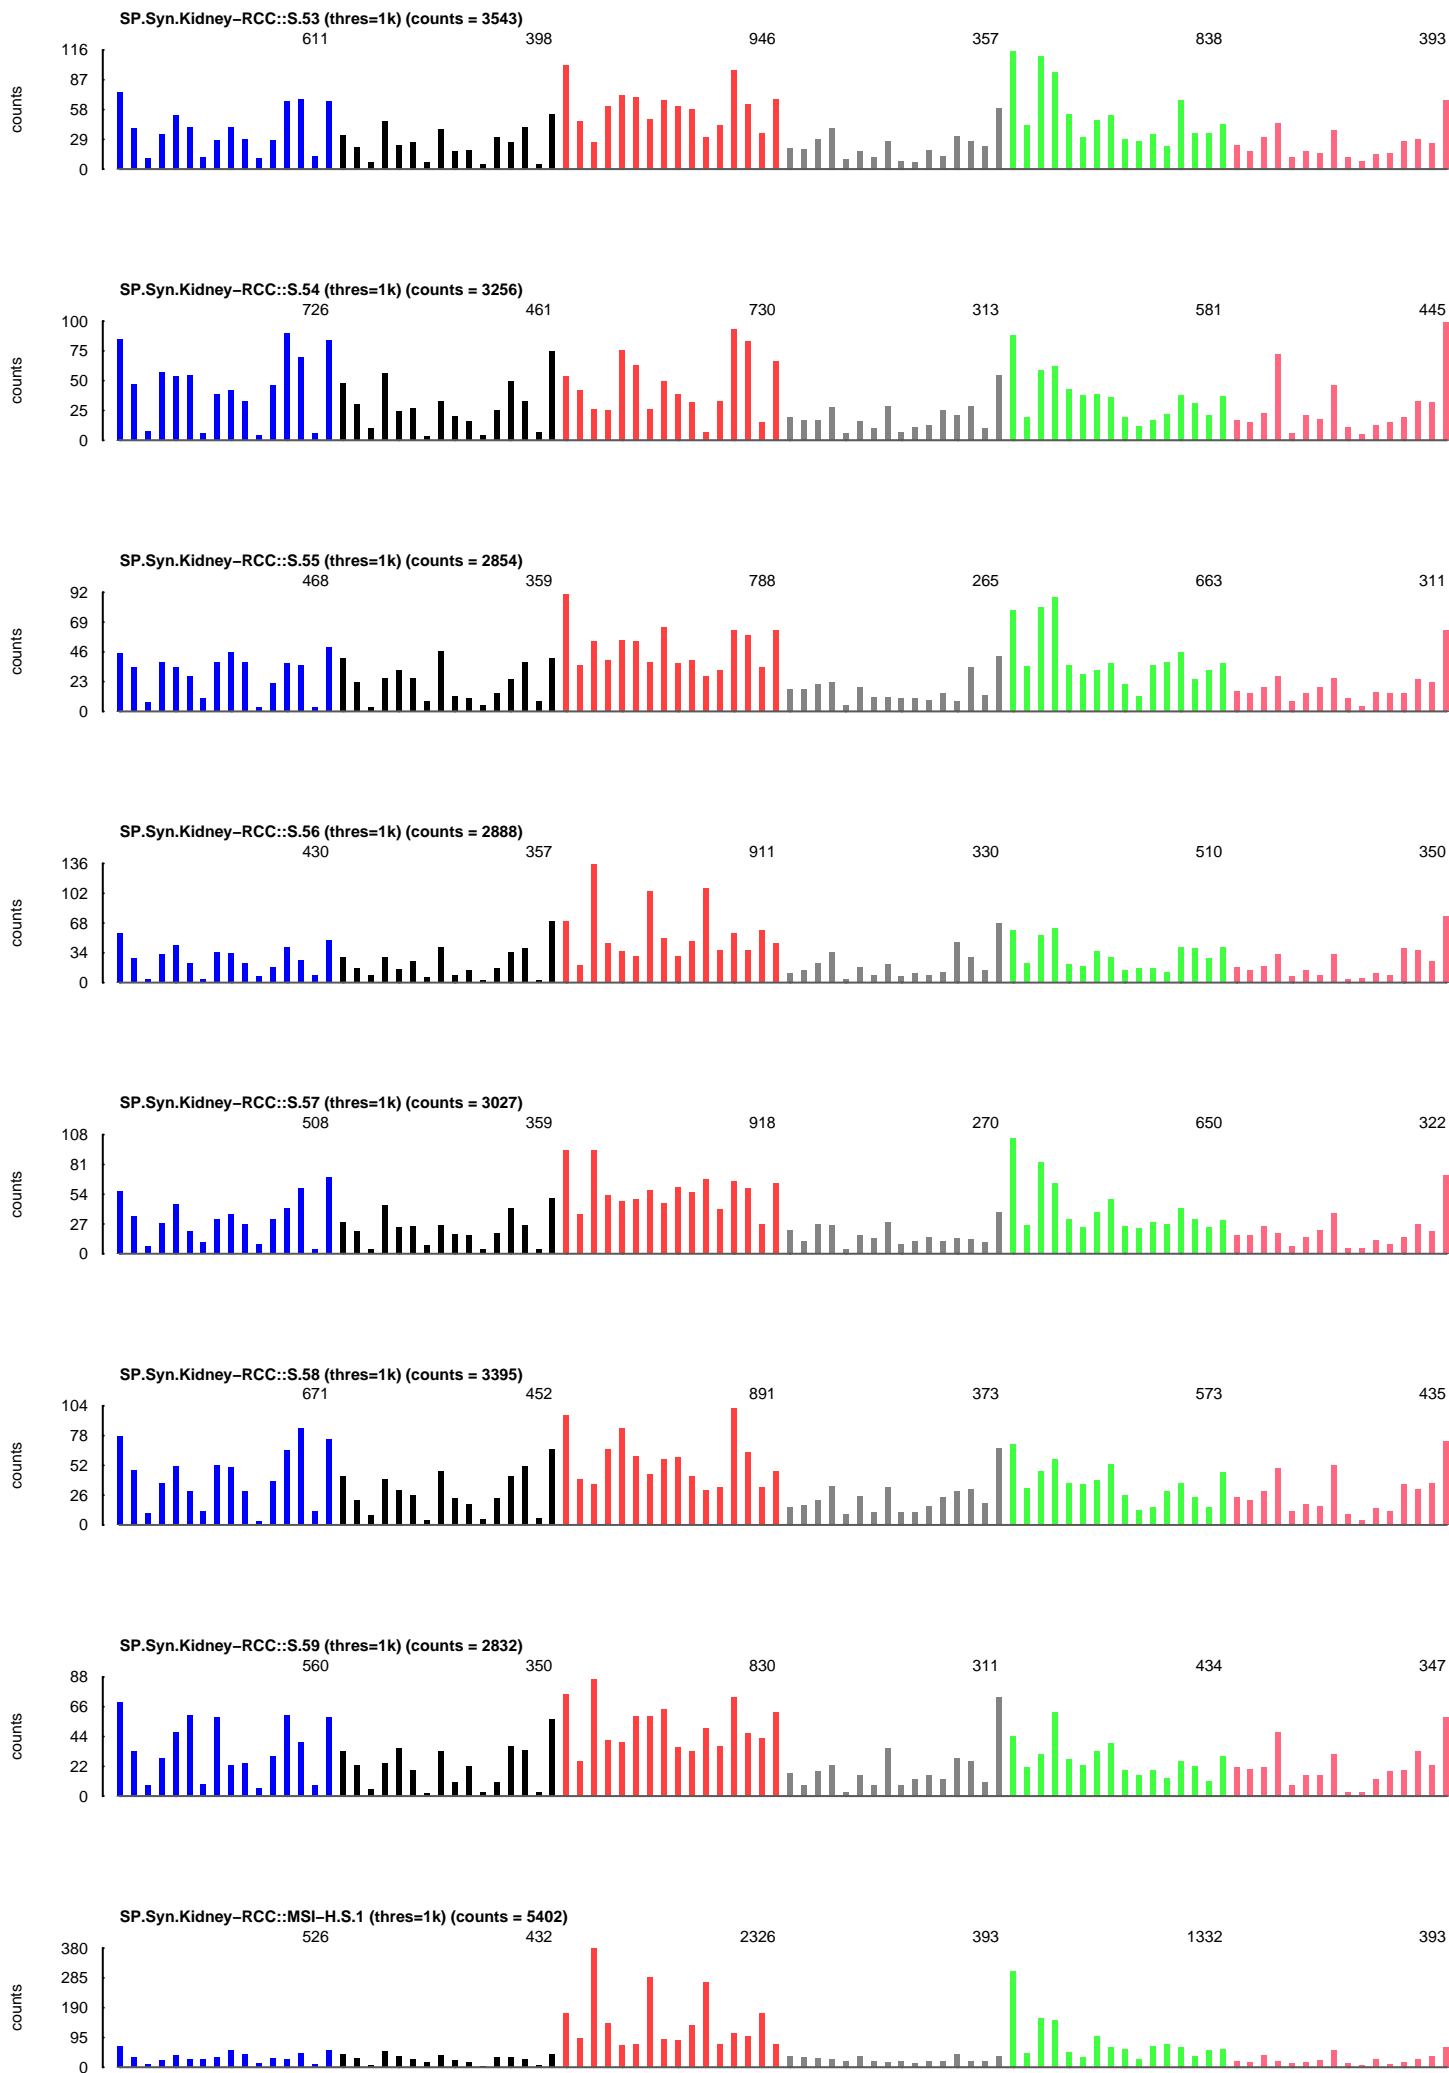 SP.Syn.Kidney−RCC::S.53 (thres=1k) (counts = 3543)
611 398 946 357 838 393
116
87
58
29
0
counts
SP.Syn.Kidney−RCC::S.54 (thres=1k) (counts = 3256)
726 461 730 313 581 445
100
75
50
25
0
counts
SP.Syn.Kidney−RCC::S.55 (thres=1k) (counts = 2854)
468 359 788 265 663 311
92
69
46
23
0
counts
SP.Syn.Kidney−RCC::S.56 (thres=1k) (counts = 2888)
430 357 911 330 510 350
136
102
68
34
0
counts
SP.Syn.Kidney−RCC::S.57 (thres=1k) (counts = 3027)
508 359 918 270 650 322
108
81
54
27
0
counts
SP.Syn.Kidney−RCC::S.58 (thres=1k) (counts = 3395)
671 452 891 373 573 435
104
78
52
26
0
counts
SP.Syn.Kidney−RCC::S.59 (thres=1k) (counts = 2832)
560 350 830 311 434 347
88
66
44
22
0
counts
SP.Syn.Kidney−RCC::MSI−H.S.1 (thres=1k) (counts = 5402)
526 432 2326 393 1332 393
380
285
190
95
0
counts